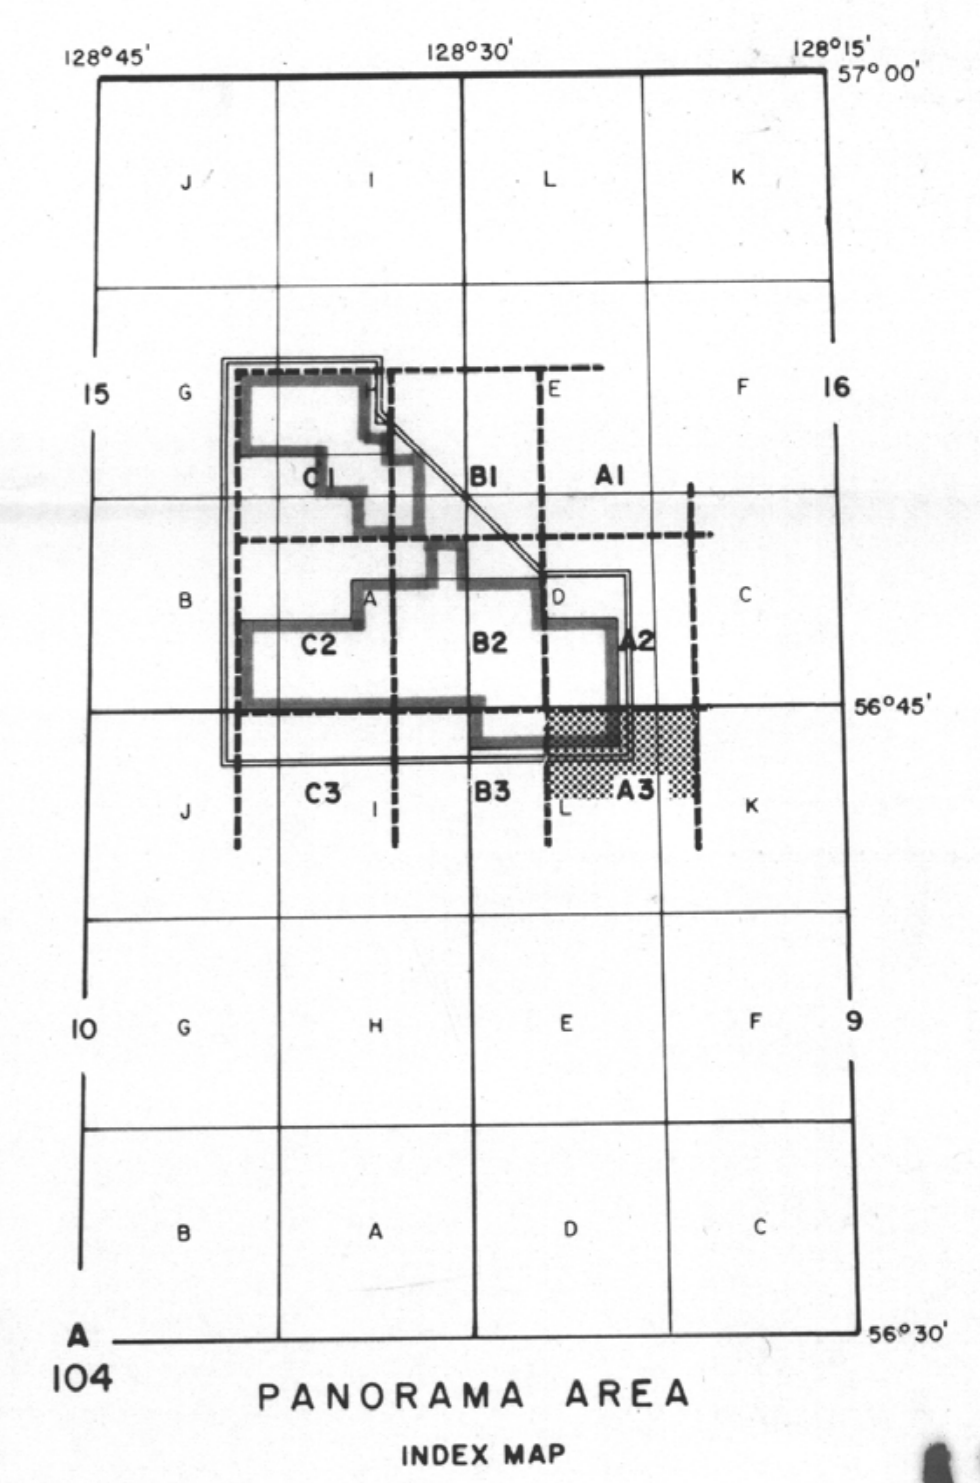 128°45' 128°30' 128°15'
57°00'
J I L K
15 G E F 16
C1 B1 A1
B A D C
C2 B2 A2
56°45'
C3 B3 A3
J I L K
10 G H E F 9
B A D C
A
104
56°30'
PANORAMA AREA
INDEX MAP